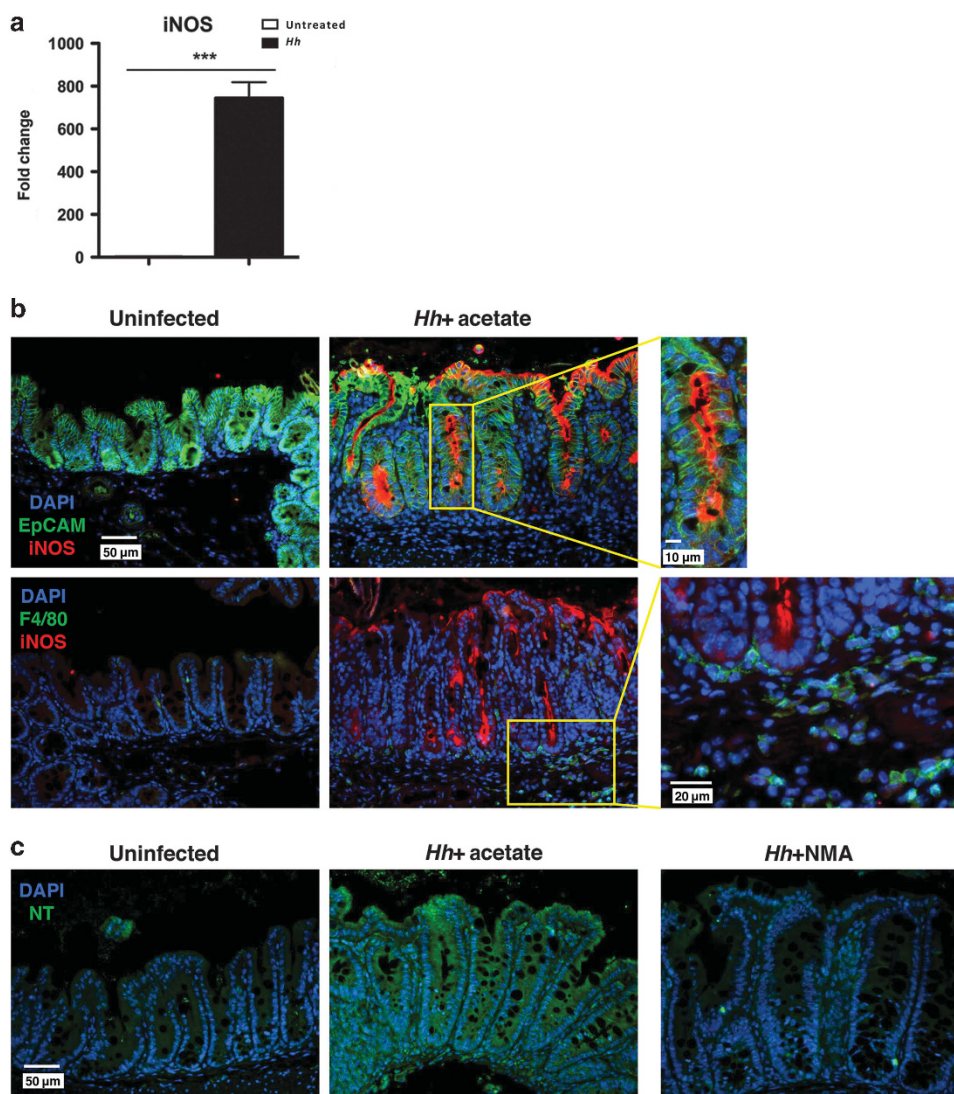 a
iNOS
Untreated
Hh
***
Fold change
1000
800
600
400
200
0
b
Uninfected
Hh+ acetate
DAPI
EpCAM
iNOS
50 µm
10 µm
DAPI
F4/80
iNOS
20 µm
c
Uninfected
Hh+ acetate
Hh+NMA
DAPI
NT
50 µm